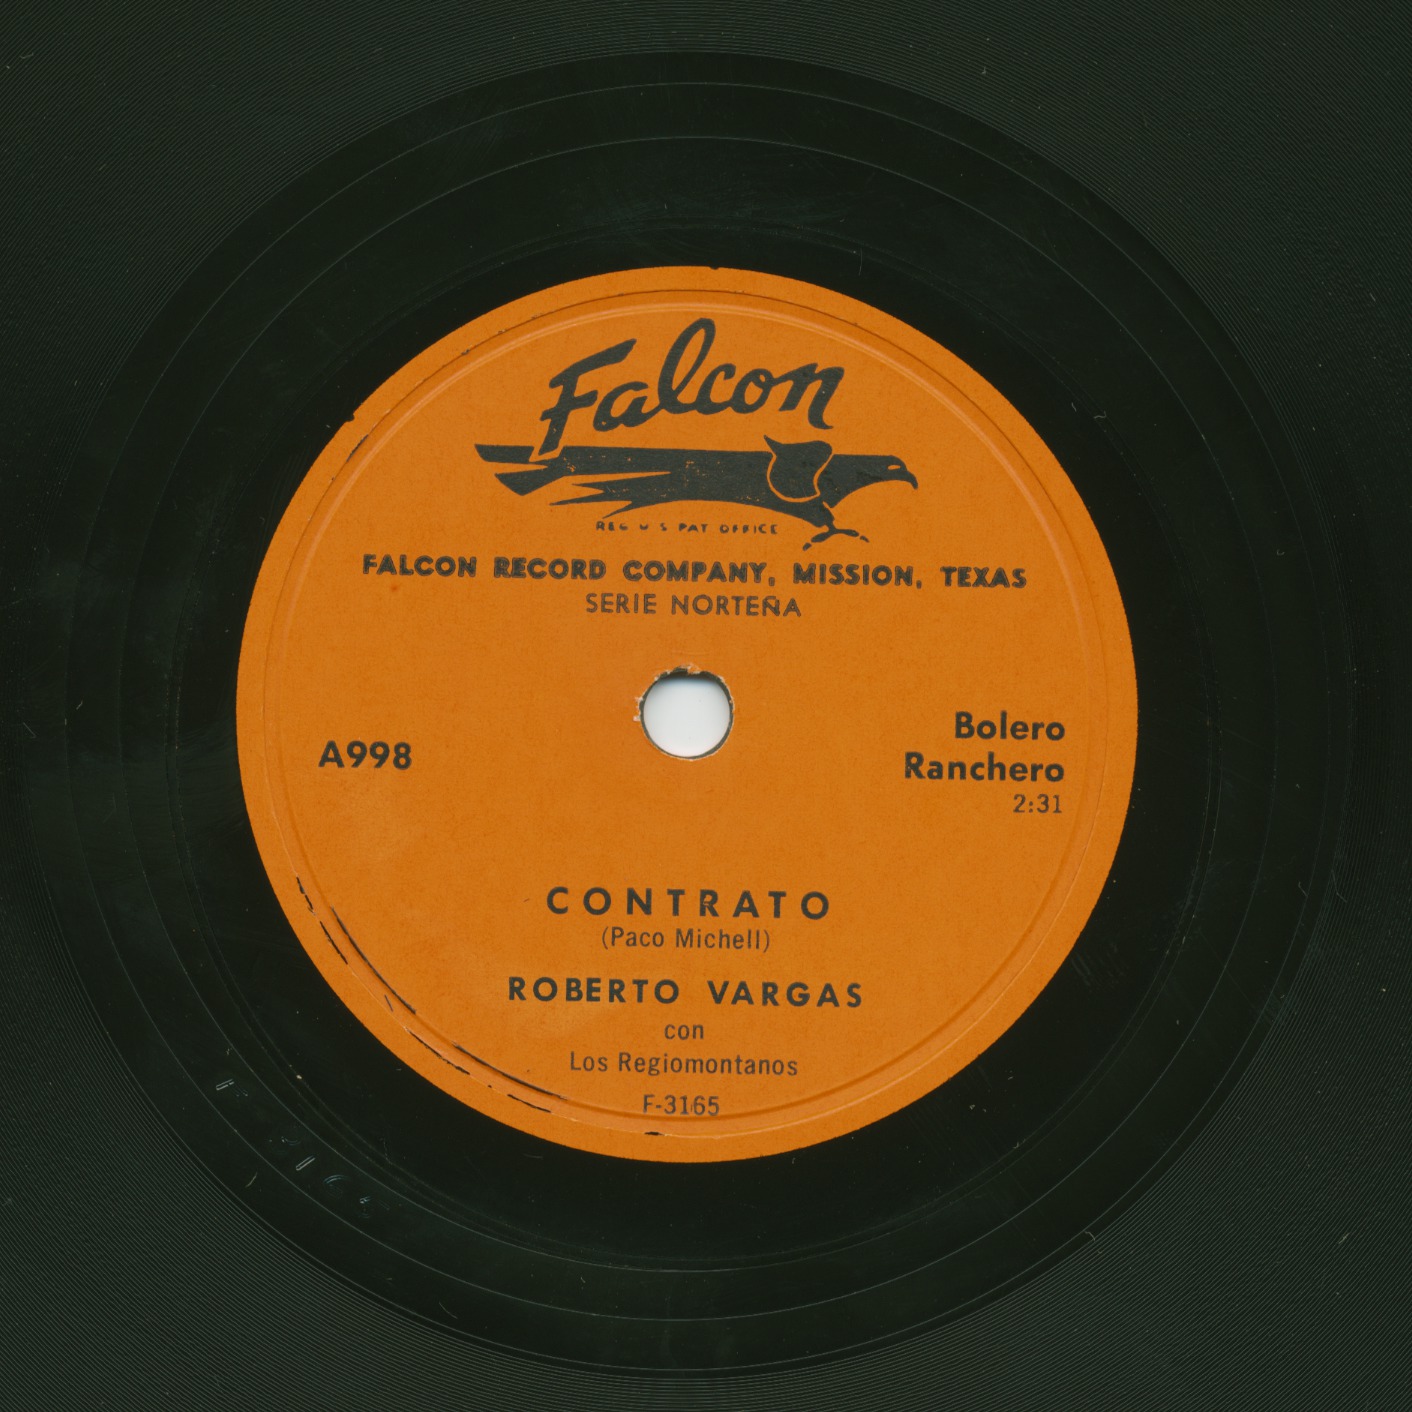 Falcon
REG U S PAT OFFICE
FALCON RECORD COMPANY, MISSION, TEXAS
SERIE NORTEÑA
A998
Bolero
Ranchero
2:31
CONTRATO
(Paco Michell)
ROBERTO VARGAS
con
Los Regiomontanos
F-3165